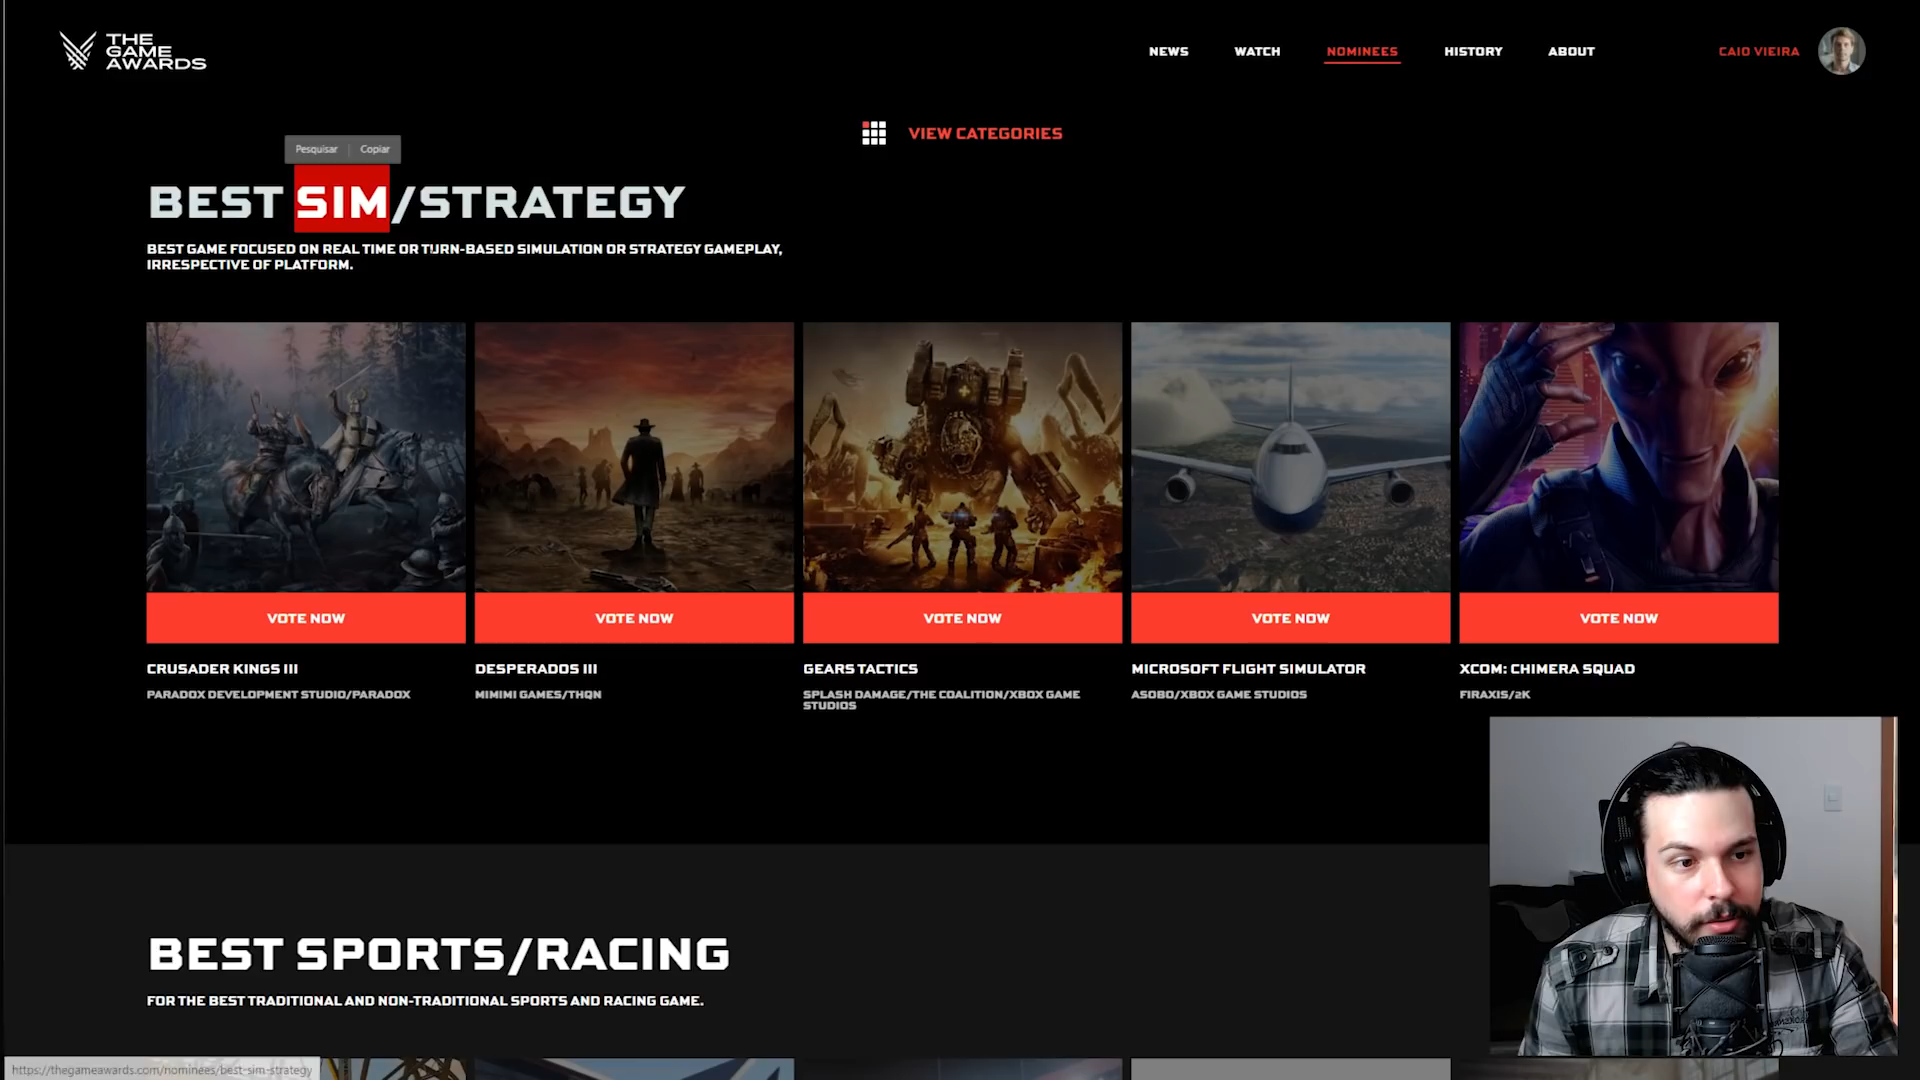 THE
GAME
AWARDS
NEWS
WATCH
NOMINEES
HISTORY
ABOUT
CAIO VIEIRA
VIEW CATEGORIES
Pesquisar
Copiar
BEST SIM/STRATEGY
BEST GAME FOCUSED ON REAL TIME OR TURN-BASED SIMULATION OR STRATEGY GAMEPLAY,
IRRESPECTIVE OF PLATFORM.
VOTE NOW
VOTE NOW
VOTE NOW
VOTE NOW
VOTE NOW
CRUSADER KINGS III
PARADOX DEVELOPMENT STUDIO/PARADOX
DESPERADOS III
MIMIMI GAMES/THQN
GEARS TACTICS
SPLASH DAMAGE/THE COALITION/XBOX GAME
STUDIOS
MICROSOFT FLIGHT SIMULATOR
ASOBO/XBOX GAME STUDIOS
XCOM: CHIMERA SQUAD
FIRAXIS/2K
BEST SPORTS/RACING
FOR THE BEST TRADITIONAL AND NON-TRADITIONAL SPORTS AND RACING GAME.
https://thegameawards.com/nominees/best-sim-strategy